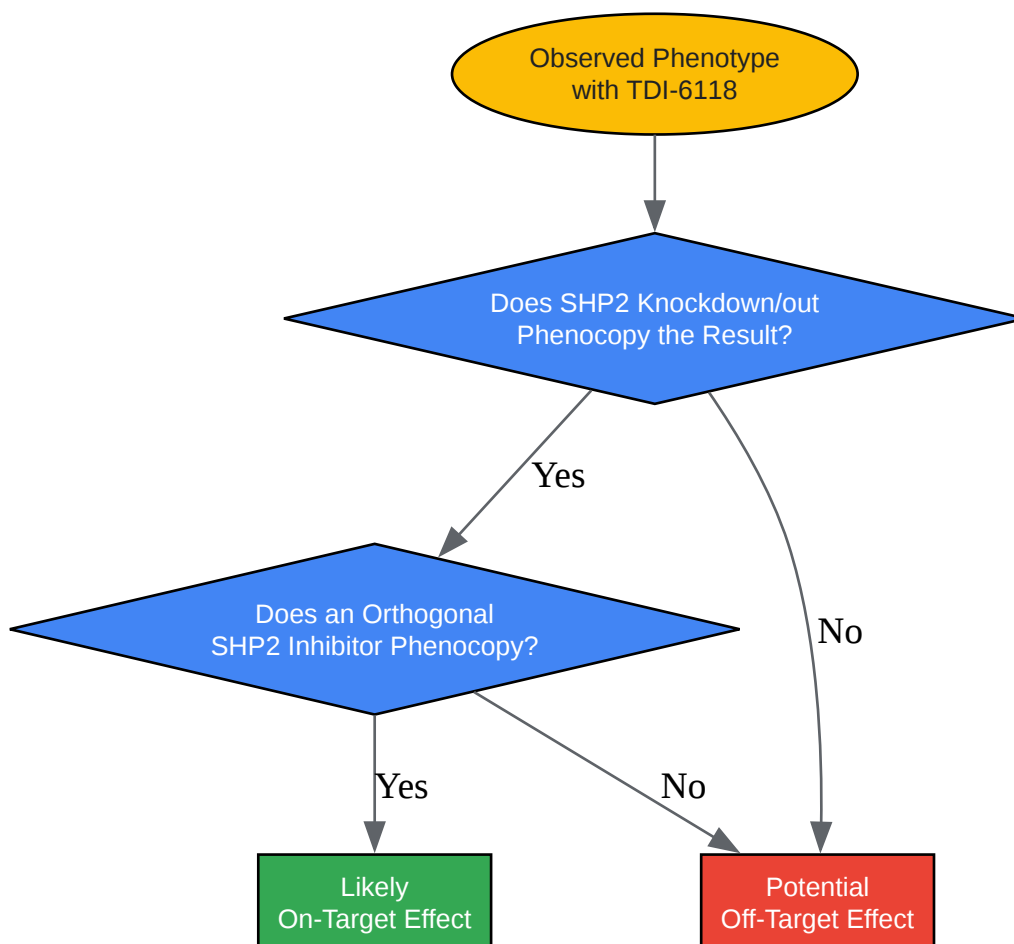 Observed Phenotype
with TDI-6118
Does SHP2 Knockdown/out
Phenocopy the Result?
Yes
No
Does an Orthogonal
SHP2 Inhibitor Phenocopy?
Yes
No
Likely
On-Target Effect
Potential
Off-Target Effect